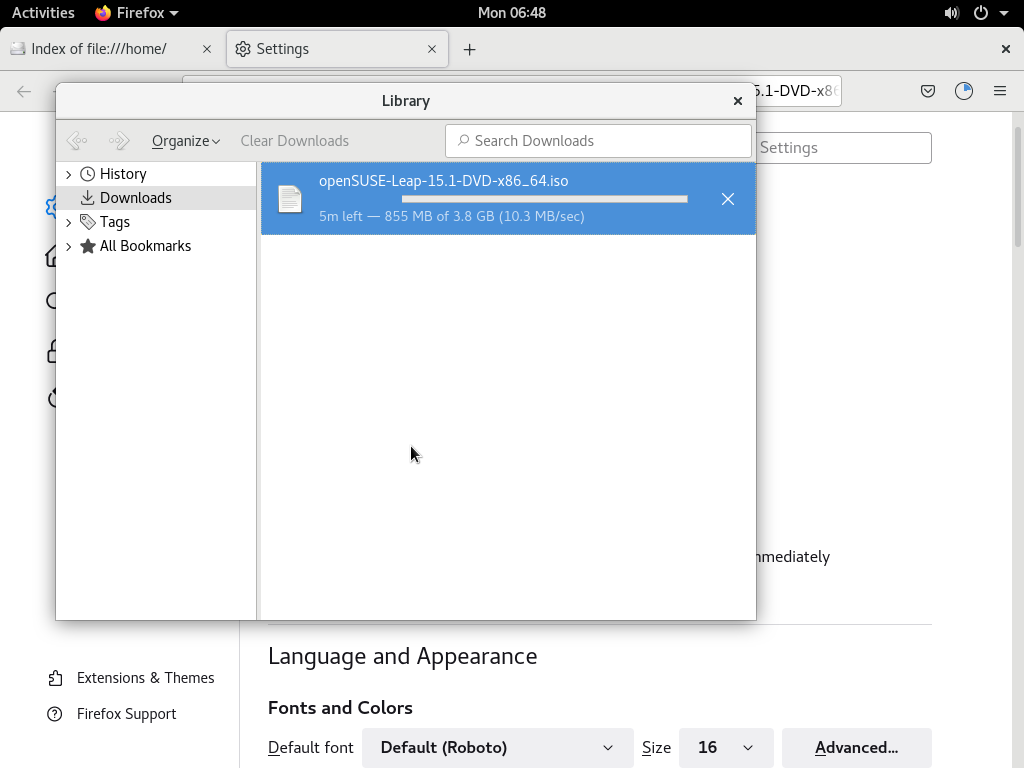 Activities Firefox Mon 06:48
Index of file:///home/ Settings
5.1-DVD-x86
Library
Organize Clear Downloads Search Downloads
Settings
History
Downloads
Tags
All Bookmarks
openSUSE-Leap-15.1-DVD-x86_64.iso
5m left — 855 MB of 3.8 GB (10.3 MB/sec)
mmediately
Language and Appearance
Extensions & Themes
Fonts and Colors
Firefox Support
Default font Default (Roboto) Size 16 Advanced...